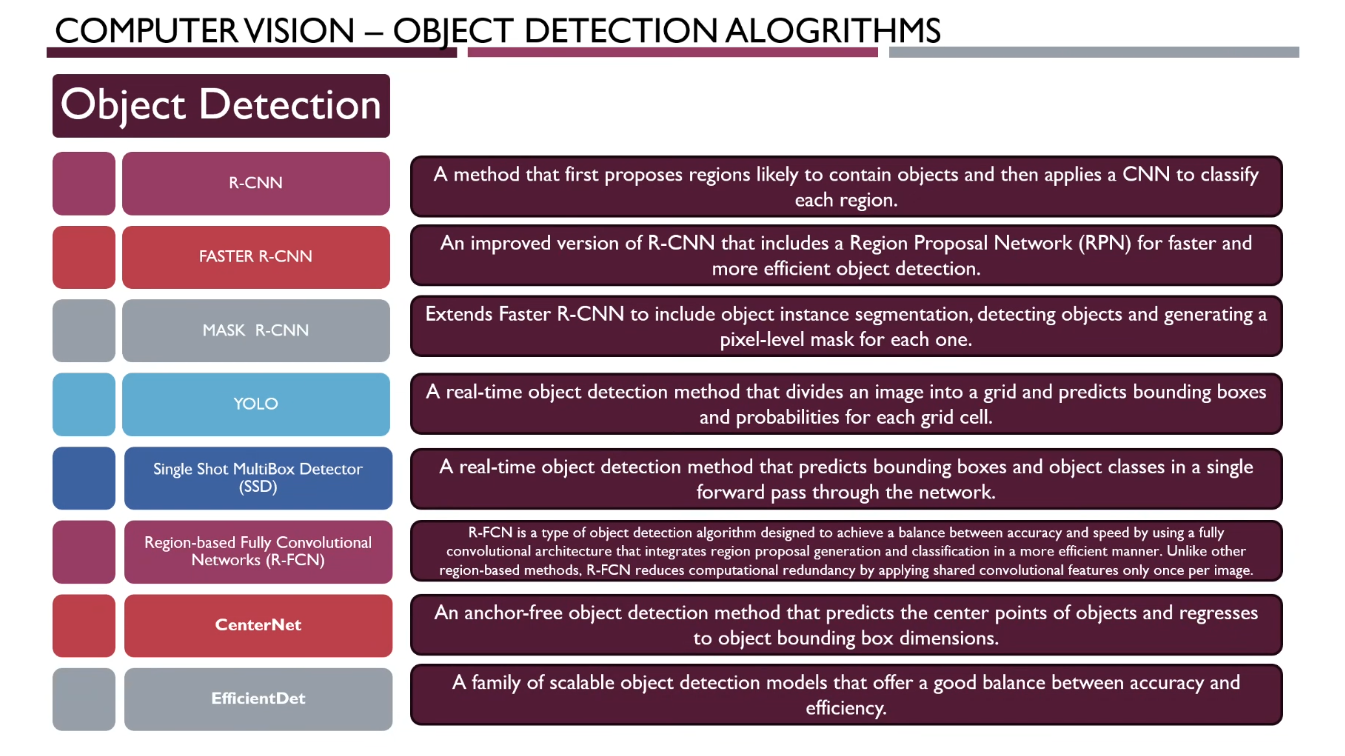 COMPUTER VISION – OBJECT DETECTION ALOGRITHMS
Object Detection
R-CNN
A method that first proposes regions likely to contain objects and then applies a CNN to classify
each region.
FASTER R-CNN
An improved version of R-CNN that includes a Region Proposal Network (RPN) for faster and
more efficient object detection.
MASK R-CNN
Extends Faster R-CNN to include object instance segmentation, detecting objects and generating a
pixel-level mask for each one.
YOLO
A real-time object detection method that divides an image into a grid and predicts bounding boxes
and probabilities for each grid cell.
Single Shot MultiBox Detector
(SSD)
A real-time object detection method that predicts bounding boxes and object classes in a single
forward pass through the network.
Region-based Fully Convolutional
Networks (R-FCN)
R-FCN is a type of object detection algorithm designed to achieve a balance between accuracy and speed by using a fully
convolutional architecture that integrates region proposal generation and classification in a more efficient manner. Unlike other
region-based methods, R-FCN reduces computational redundancy by applying shared convolutional features only once per image.
CenterNet
An anchor-free object detection method that predicts the center points of objects and regresses
to object bounding box dimensions.
EfficientDet
A family of scalable object detection models that offer a good balance between accuracy and
efficiency.